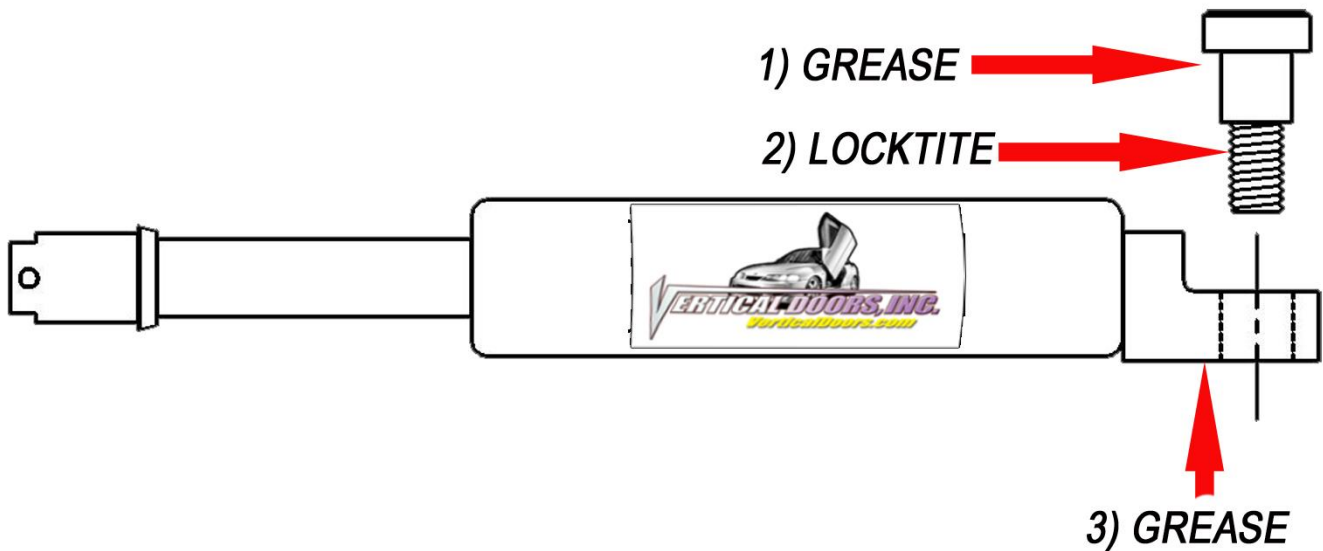 1) GREASE
2) LOCKTITE
VERTICAL DOORS, INC.
VerticalDoors.com
3) GREASE